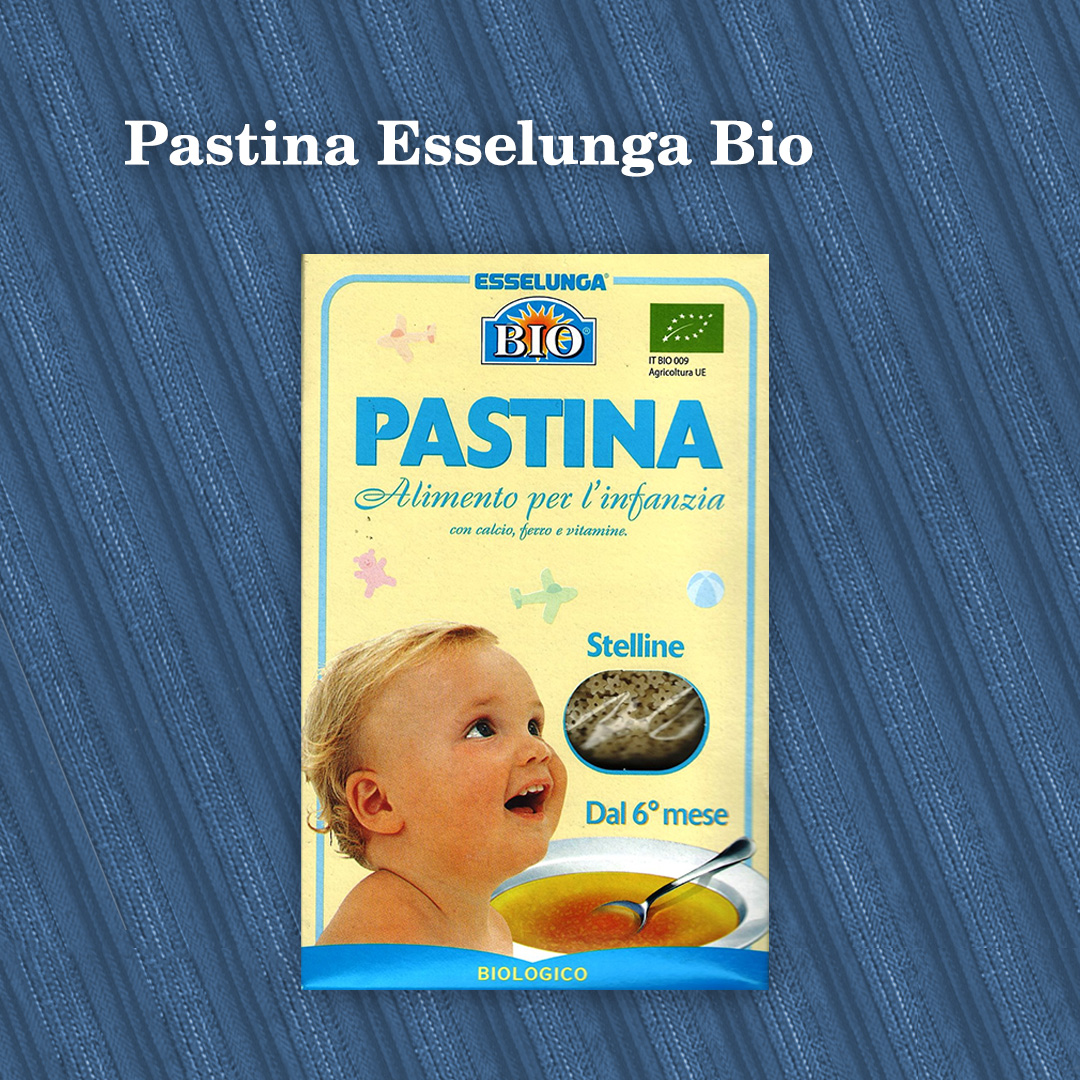 Pastina Esselunga Bio
ESSELUNGA®
BIO®
IT BIO 009
Agricoltura UE
PASTINA
Alimento per l'infanzia
con calcio, ferro e vitamine.
Stelline
Dal 6° mese
BIOLOGICO